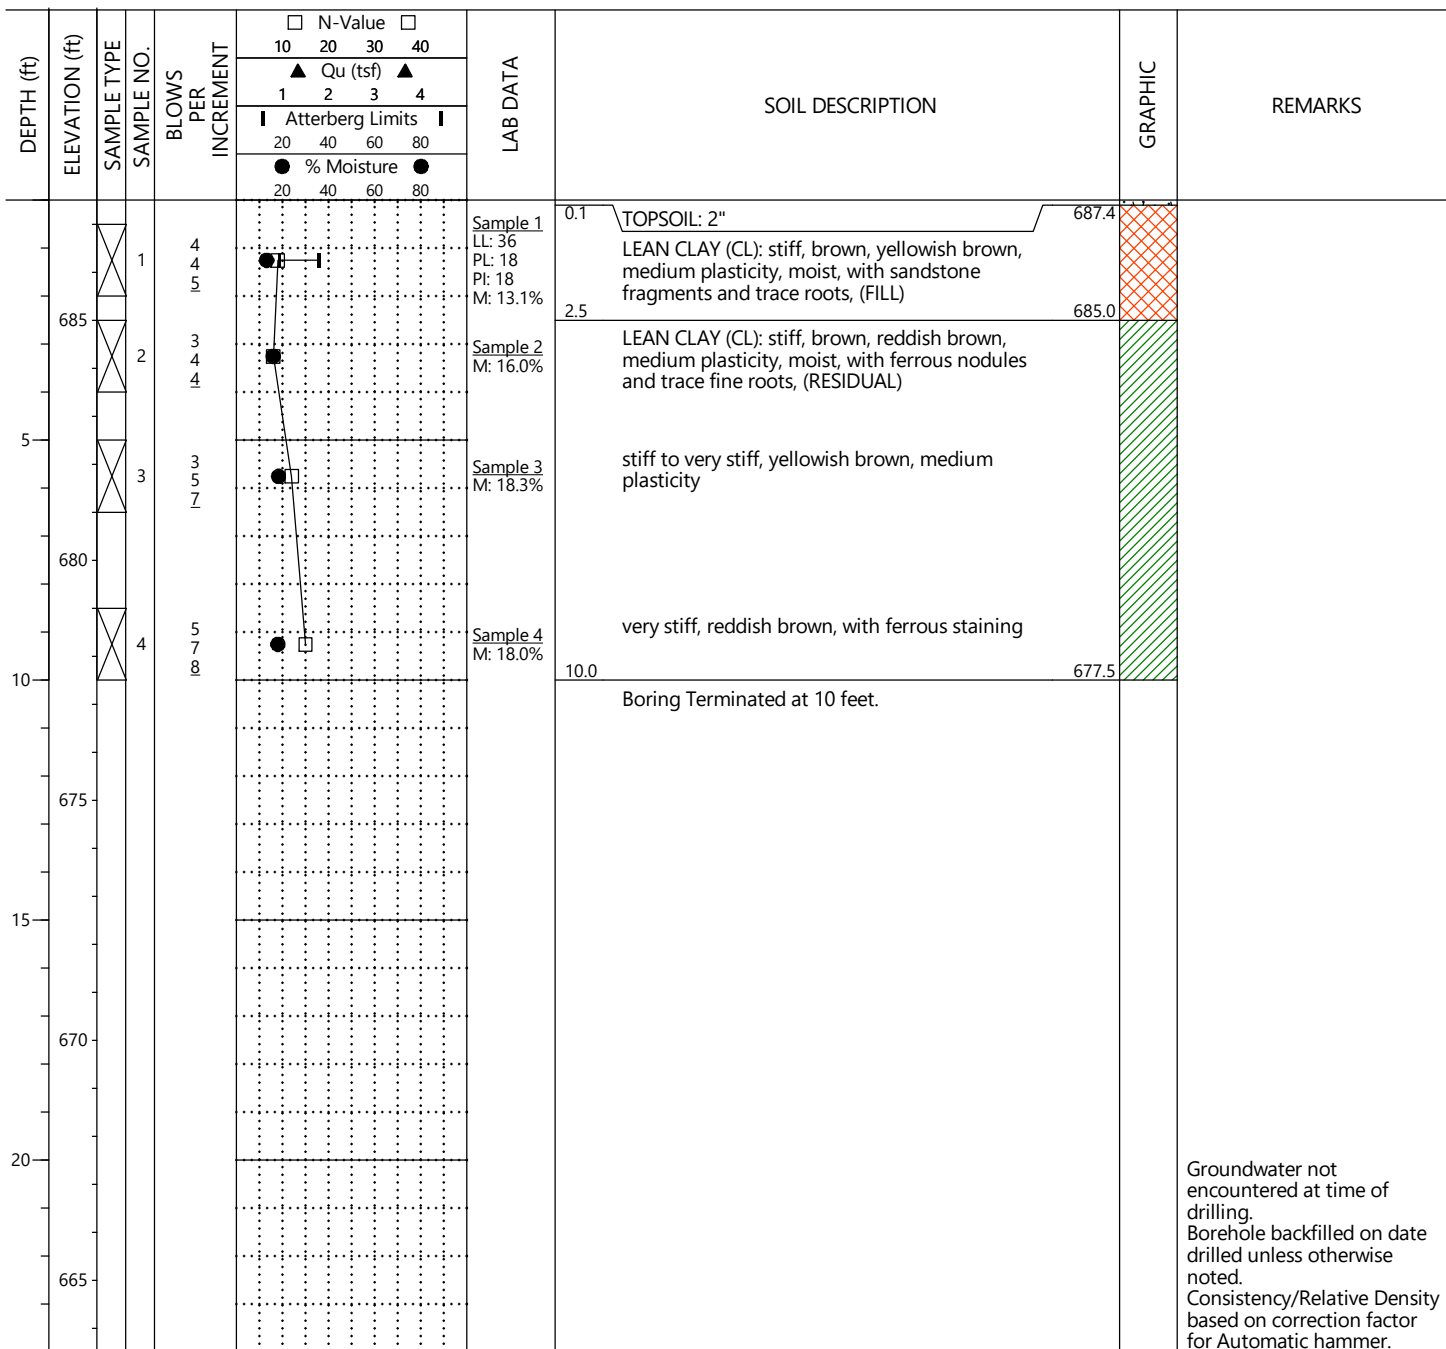 DEPTH (ft)
ELEVATION (ft)
SAMPLE TYPE
SAMPLE NO.
BLOWS
PER
INCREMENT
N-Value
10 20 30 40
Qu (tsf)
1 2 3 4
Atterberg Limits
20 40 60 80
% Moisture
20 40 60 80
LAB DATA
SOIL DESCRIPTION
GRAPHIC
REMARKS
0.1 TOPSOIL: 2" 687.4
1
4
4
5
Sample 1
LL: 36
PL: 18
PI: 18
M: 13.1%
LEAN CLAY (CL): stiff, brown, yellowish brown,
medium plasticity, moist, with sandstone
fragments and trace roots, (FILL)
2.5 685.0
685
2
3
4
4
Sample 2
M: 16.0%
LEAN CLAY (CL): stiff, brown, reddish brown,
medium plasticity, moist, with ferrous nodules
and trace fine roots, (RESIDUAL)
5
3
3
5
7
Sample 3
M: 18.3%
stiff to very stiff, yellowish brown, medium
plasticity
680
4
5
7
8
Sample 4
M: 18.0%
very stiff, reddish brown, with ferrous staining
10.0 677.5
10
Boring Terminated at 10 feet.
675
15
670
20
665
Groundwater not
encountered at time of
drilling.
Borehole backfilled on date
drilled unless otherwise
noted.
Consistency/Relative Density
based on correction factor
for Automatic hammer.